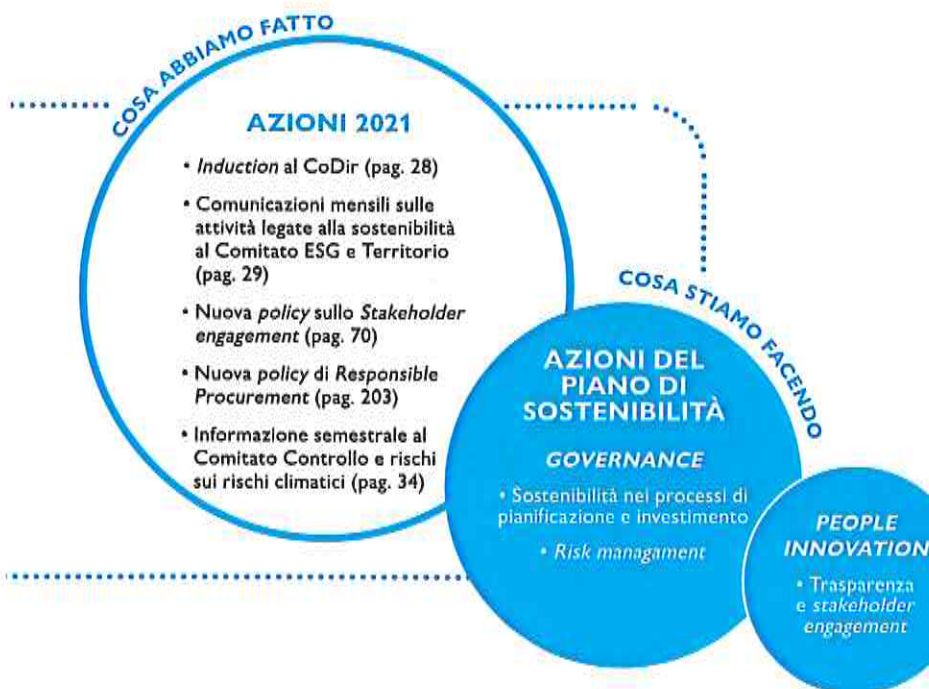 COSA ABBIAMO FATTO
AZIONI 2021
• Induction al CoDir (pag. 28)
• Comunicazioni mensili sulle
attività legate alla sostenibilità
al Comitato ESG e Territorio
(pag. 29)
• Nuova policy sullo Stakeholder
engagement (pag. 70)
• Nuova policy di Responsible
Procurement (pag. 203)
• Informazione semestrale al
Comitato Controllo e rischi
sui rischi climatici (pag. 34)
COSA STIAMO FACENDO
AZIONI DEL
PIANO DI
SOSTENIBILITÀ
GOVERNANCE
• Sostenibilità nei processi di
pianificazione e investimento
• Risk managament
PEOPLE
INNOVATION
• Trasparenza
e stakeholder
engagement